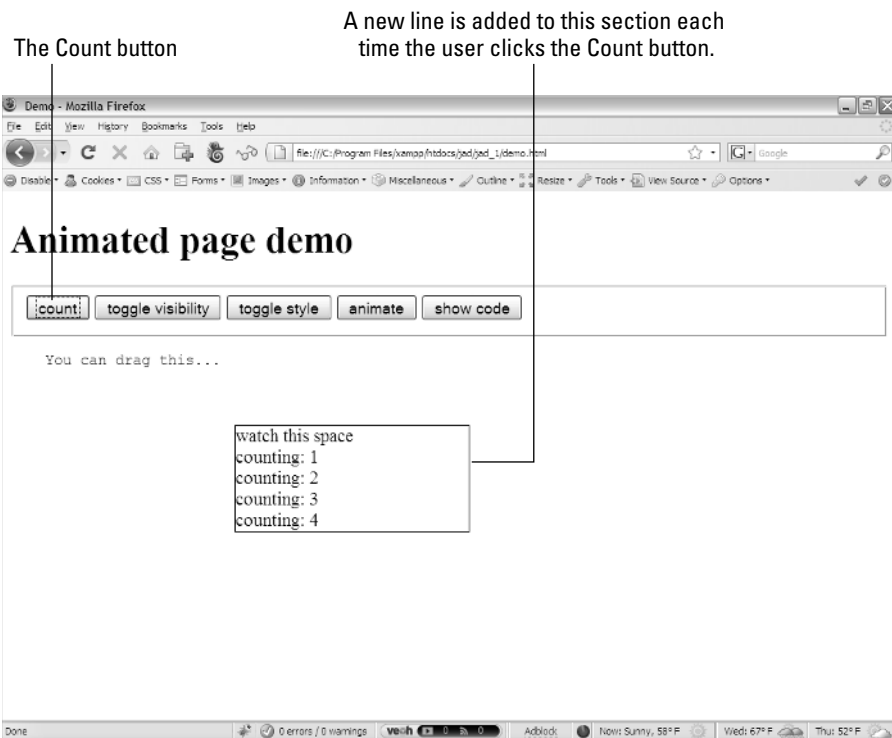 A new line is added to this section each
The Count button
time the user clicks the Count button.
Demo - Mozilla Firefox
File Edit View History Bookmarks Tools Help
file:///C:/Program Files/xampp/htdocs/jad/jad_1/demo.html
G Google
Disable Cookies CSS Forms Images Information Miscellaneous Outline Resize Tools View Source Options
Animated page demo
count toggle visibility toggle style animate show code
You can drag this...
watch this space
counting: 1
counting: 2
counting: 3
counting: 4
Done 0 errors / 0 warnings veoh 0 0 Adblock Now: Sunny, 58° F Wed: 67° F Thu: 52° F